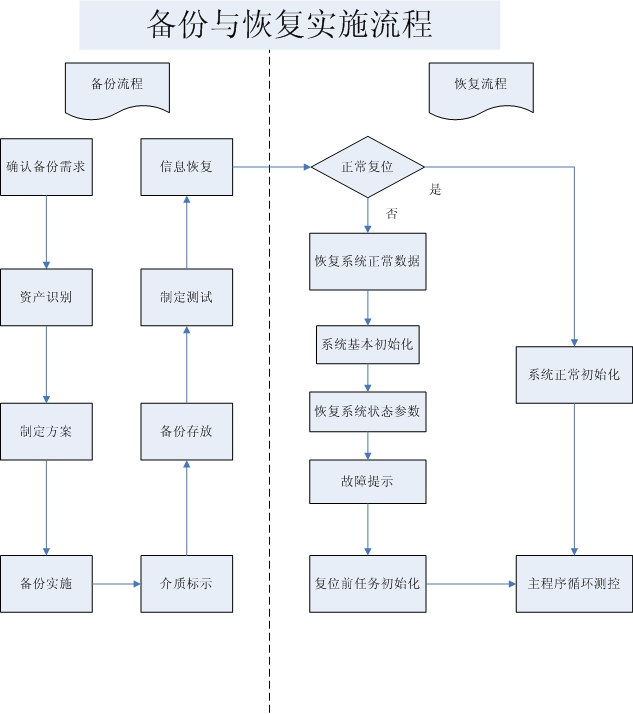 备份与恢复实施流程
备份流程
恢复流程
确认备份需求
信息恢复
正常复位
是
否
恢复系统正常数据
资产识别
制定测试
系统基本初始化
系统正常初始化
恢复系统状态参数
制定方案
备份存放
故障提示
备份实施
介质标示
复位前任务初始化
主程序循环测控